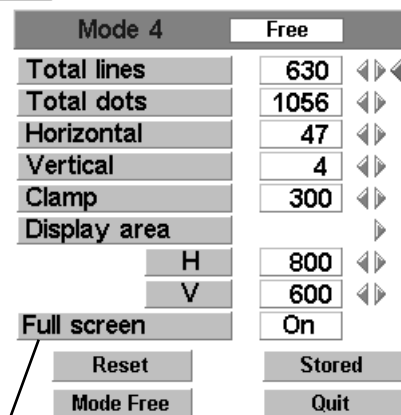 Mode 4 Free
Total lines 630
Total dots 1056
Horizontal 47
Vertical 4
Clamp 300
Display area
H 800
V 600
Full screen On
Reset Stored
Mode Free Quit